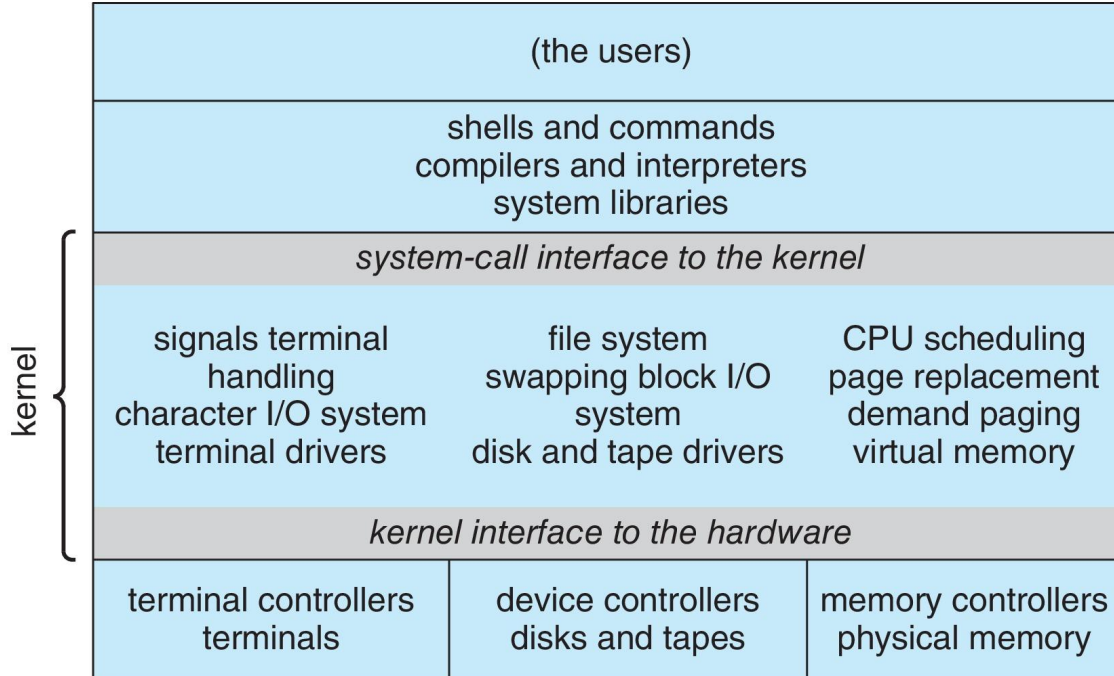 (the users)
shells and commands
compilers and interpreters
system libraries
system-call interface to the kernel
kernel
signals terminal
handling
character I/O system
terminal drivers
file system
swapping block I/O
system
disk and tape drivers
CPU scheduling
page replacement
demand paging
virtual memory
kernel interface to the hardware
terminal controllers
terminals
device controllers
disks and tapes
memory controllers
physical memory